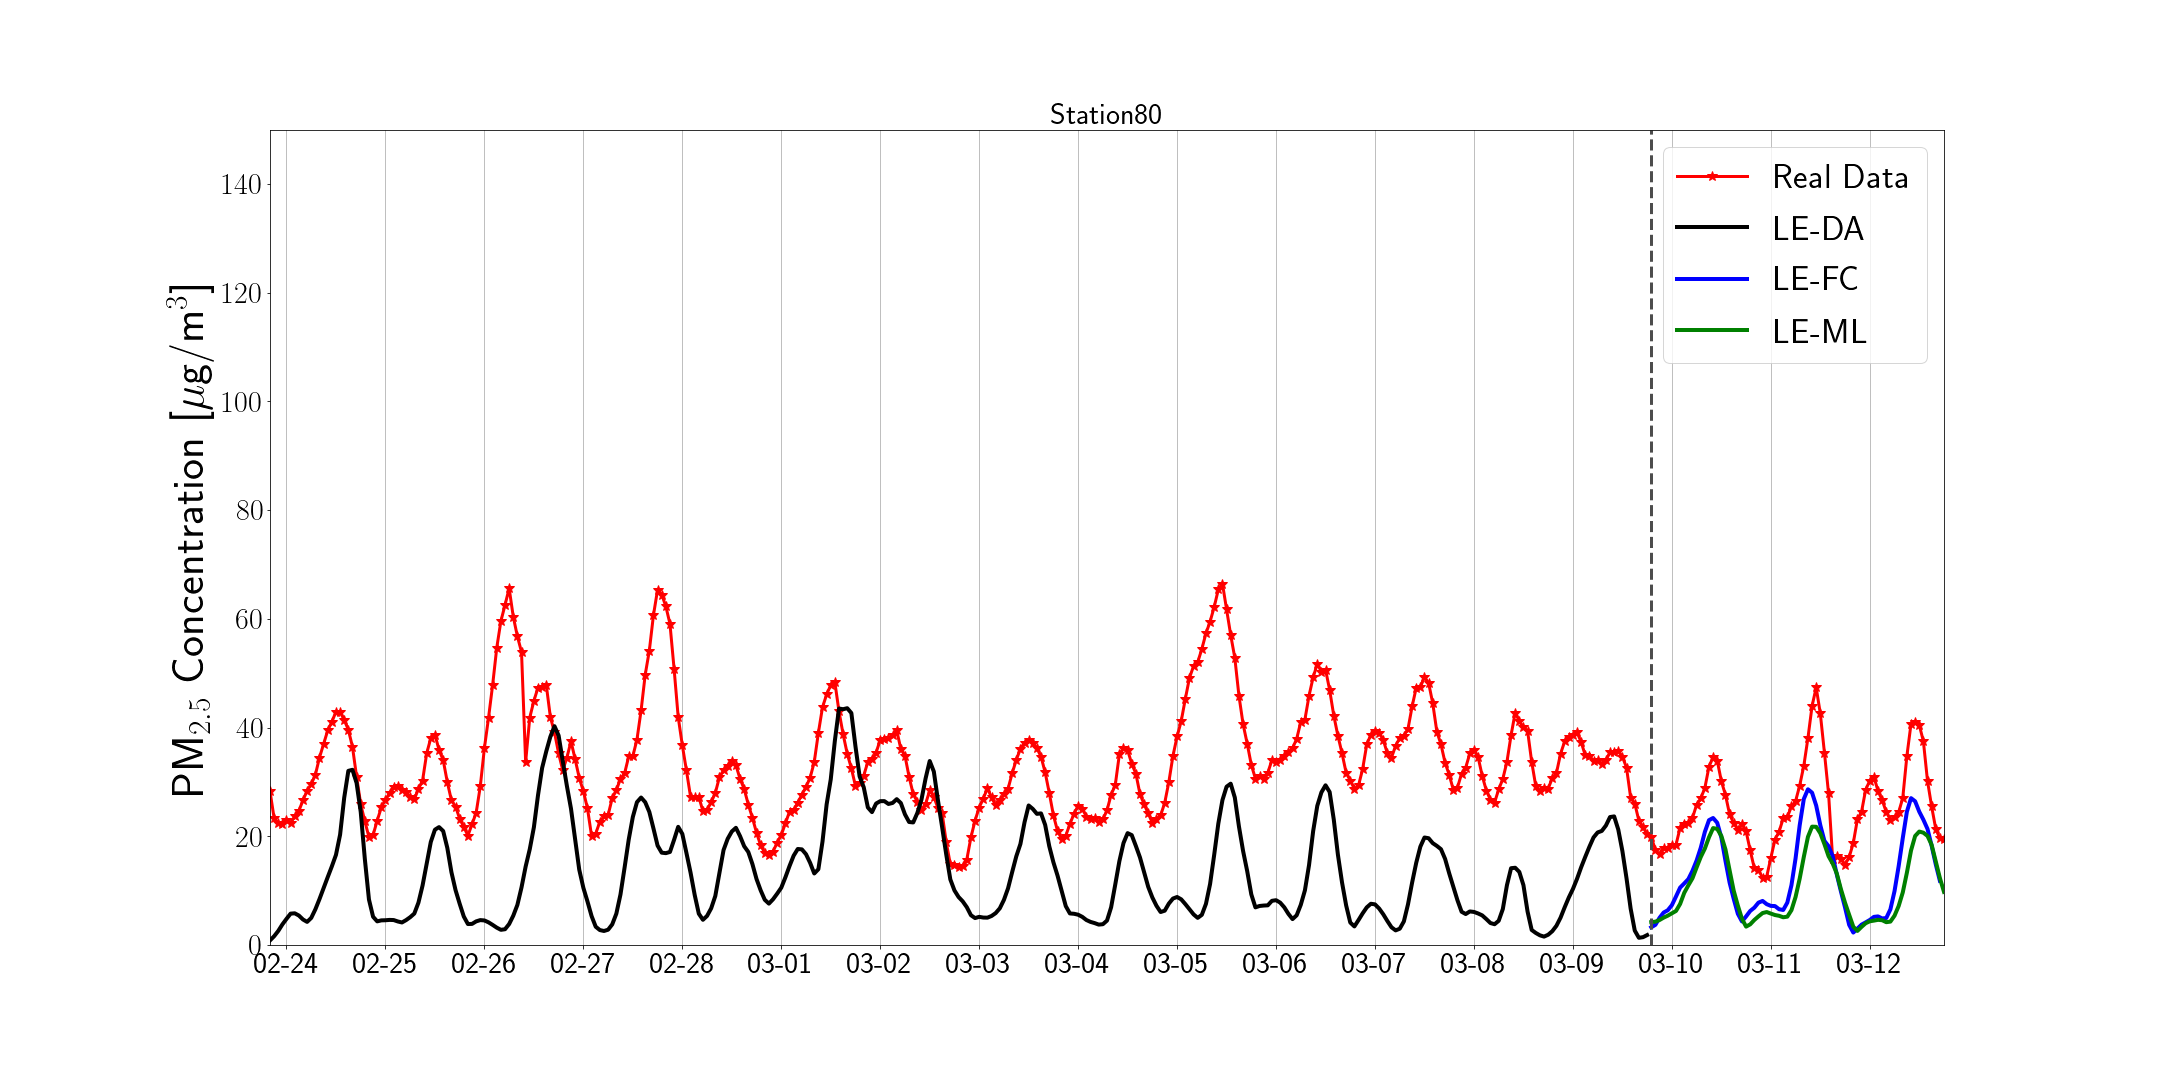 Station80
PM2.5 Concentration [μg/m³]
140
120
100
80
60
40
20
0
02-24 02-25 02-26 02-27 02-28 03-01 03-02 03-03 03-04 03-05 03-06 03-07 03-08 03-09 03-10 03-11 03-12
Real Data
LE-DA
LE-FC
LE-ML